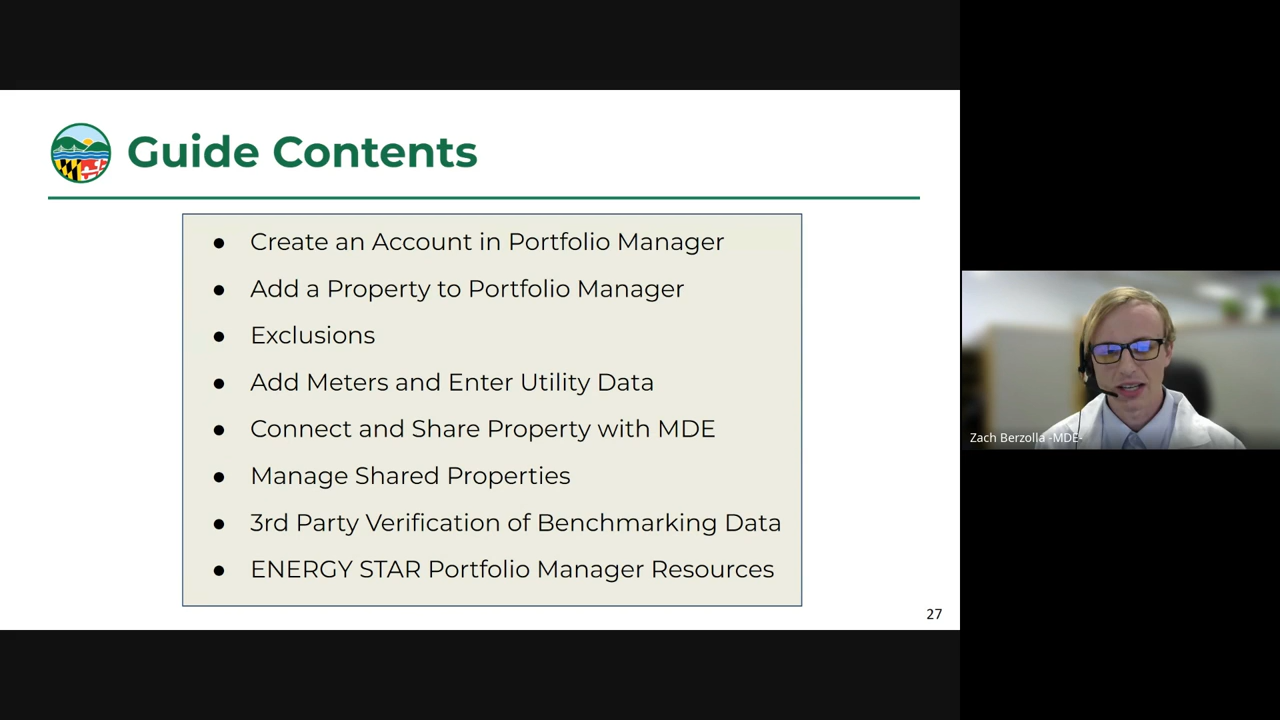 Guide Contents
● Create an Account in Portfolio Manager
● Add a Property to Portfolio Manager
● Exclusions
● Add Meters and Enter Utility Data
● Connect and Share Property with MDE
● Manage Shared Properties
● 3rd Party Verification of Benchmarking Data
● ENERGY STAR Portfolio Manager Resources
27
Zach Berzolla -MDE-